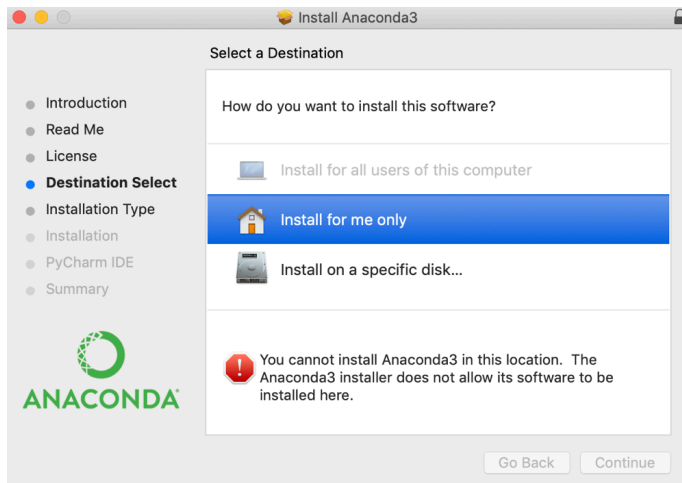 Install Anaconda3
Select a Destination
Introduction
Read Me
License
Destination Select
Installation Type
Installation
PyCharm IDE
Summary
ANACONDA
How do you want to install this software?
Install for all users of this computer
Install for me only
Install on a specific disk...
You cannot install Anaconda3 in this location. The
Anaconda3 installer does not allow its software to be
installed here.
Go Back
Continue